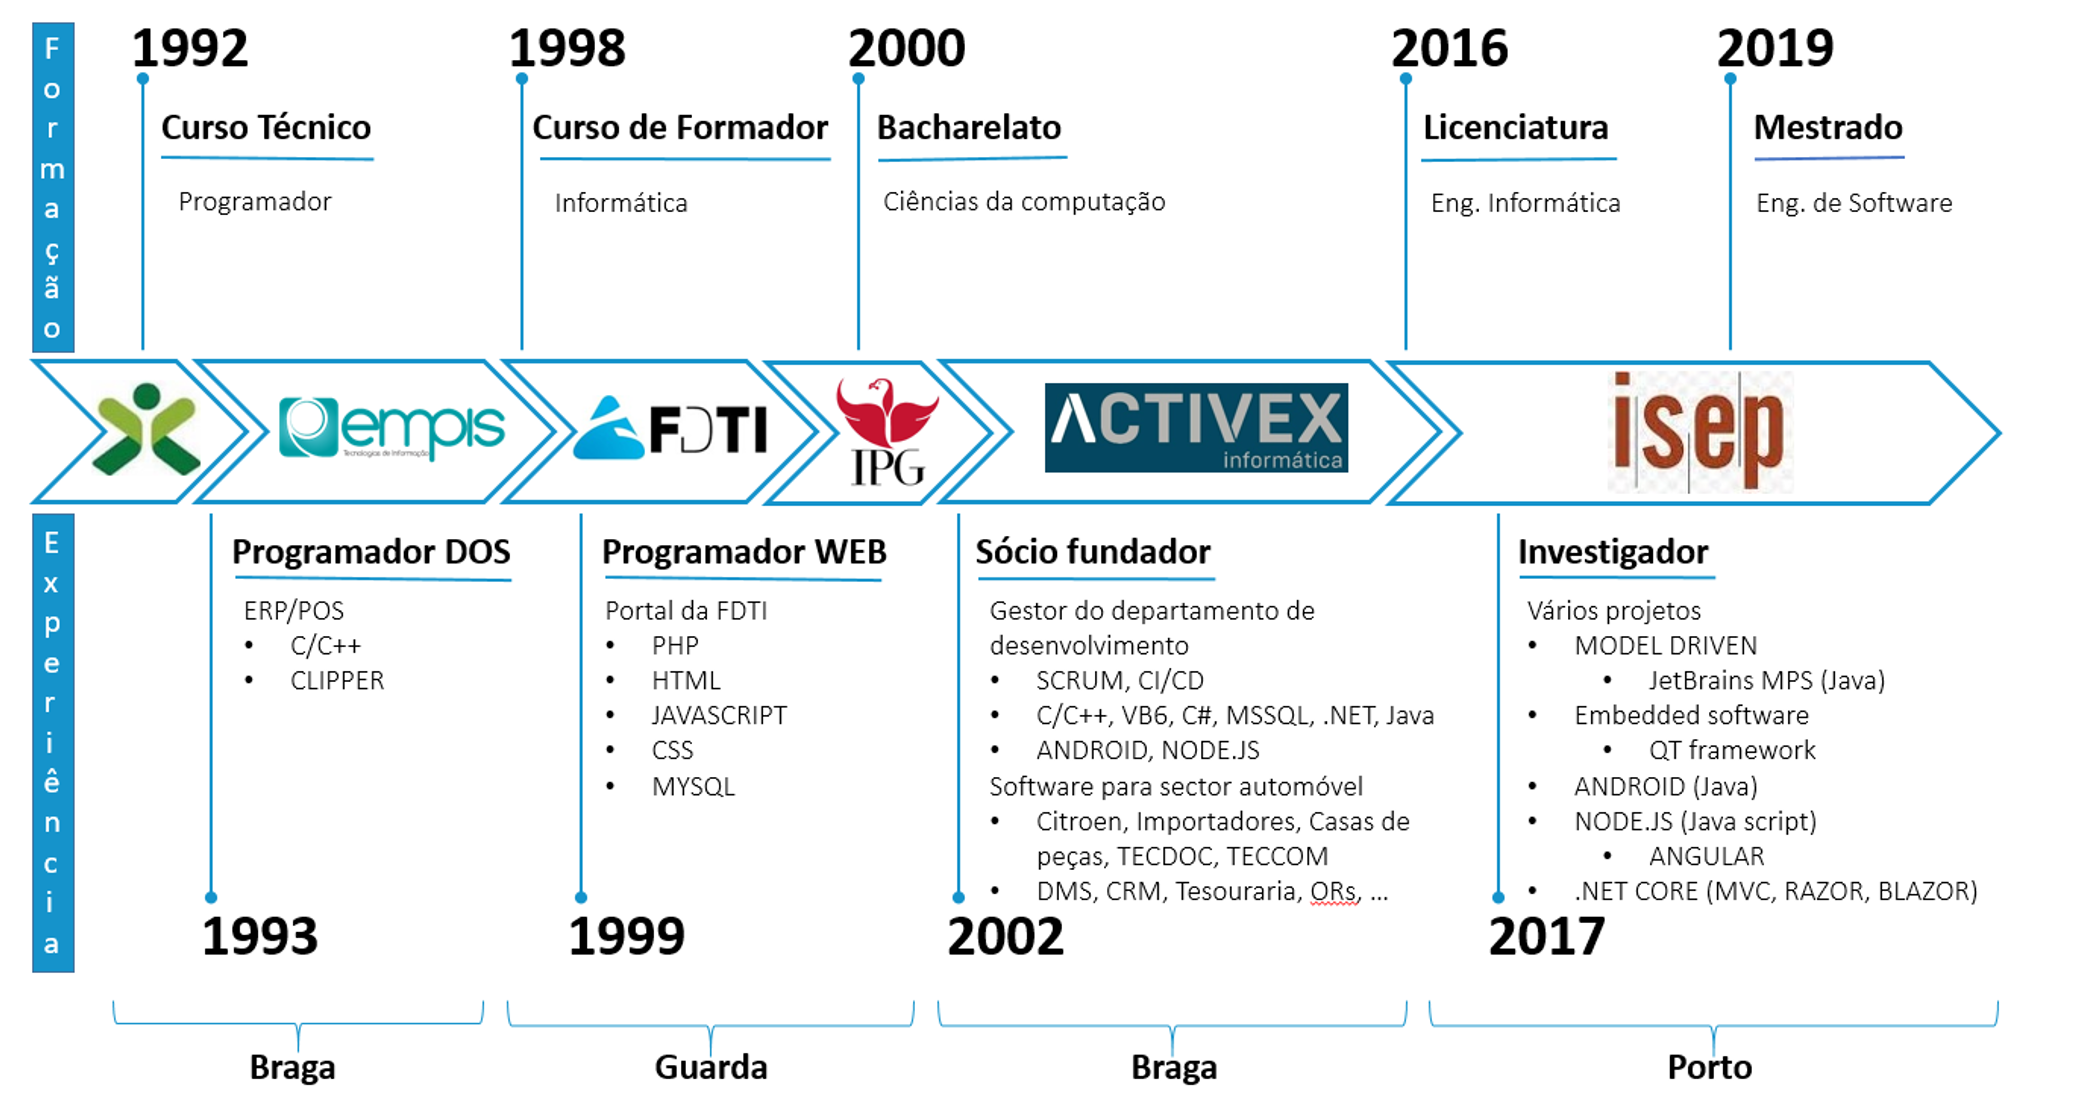 Formação
1992
1998
2000
2016
2019
Curso Técnico
Curso de Formador
Bacharelato
Licenciatura
Mestrado
Programador
Informática
Ciências da computação
Eng. Informática
Eng. de Software
empis
Tecnologias de Informação
FDTI
IPG
ACTIVEX
informática
isep
Experiência
Programador DOS
ERP/POS
• C/C++
• CLIPPER
1993
Programador WEB
Portal da FDTI
• PHP
• HTML
• JAVASCRIPT
• CSS
• MYSQL
1999
Sócio fundador
Gestor do departamento de
desenvolvimento
• SCRUM, CI/CD
• C/C++, VB6, C#, MSSQL, .NET, Java
• ANDROID, NODE.JS
Software para sector automóvel
• Citroen, Importadores, Casas de
peças, TECDOC, TECCOM
• DMS, CRM, Tesouraria, ORs, ...
2002
Investigador
Vários projetos
• MODEL DRIVEN
• JetBrains MPS (Java)
• Embedded software
• QT framework
• ANDROID (Java)
• NODE.JS (Java script)
• ANGULAR
• .NET CORE (MVC, RAZOR, BLAZOR)
2017
Braga
Guarda
Braga
Porto